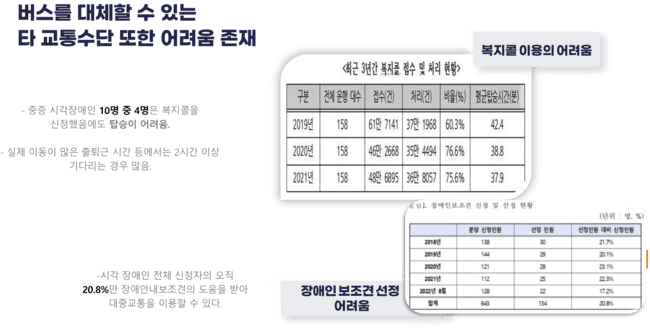 버스를 대체할 수 있는
타 교통수단 또한 어려움 존재
복지콜 이용의 어려움
<최근 3년간 복지콜 접수 및 처리 현황>
구분 전체 운행 대수 접수(건) 처리(건) 비율(%) 평균탑승시간(분)
2019년 158 61만 7141 37만 1968 60.3% 42.4
2020년 158 46만 2668 35만 4494 76.6% 38.8
2021년 158 48만 6895 36만 8057 75.6% 37.9
- 중증 시각장애인 10명 중 4명은 복지콜을
신청했음에도 탑승이 어려움.
- 실제 이동이 많은 출퇴근 시간 등에서는 2시간 이상
기다리는 경우 많음.
1. 장애인보조견 신청 및 선정 현황
(단위 : 명, %)
분양 신청인원 선정 인원 선정인원 대비 신청인원
2018년 138 30 21.7%
2019년 144 29 20.1%
2020년 121 28 23.1%
2021년 112 25 22.3%
2022년 8월 128 22 17.2%
합계 643 134 20.8%
장애인 보조견 선정
어려움
-시각 장애인 전체 신청자의 오직
20.8%만 장애안내보조견의 도움을 받아
대중교통을 이용할 수 있다.